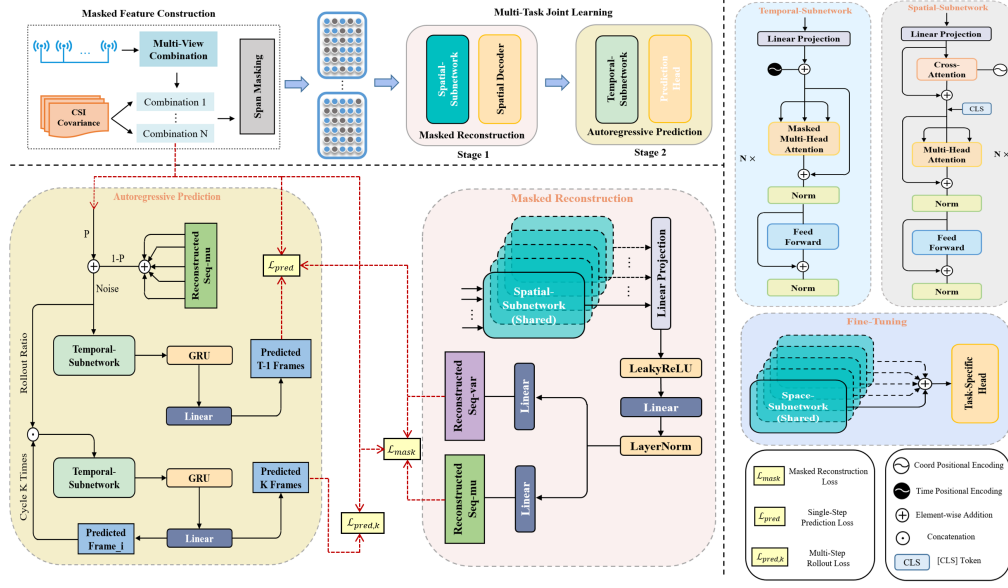 Masked Feature Construction
Multi-View
Combination
CSI
Covariance
Combination 1
Combination N
Span Masking
Multi-Task Joint Learning
Spatial-
Subnetwork
Spatial Decoder
Masked Reconstruction
Stage 1
Temporal-
Subnetwork
Prediction
Head
Autoregressive Prediction
Stage 2
Autoregressive Prediction
P
1-P
Noise
Reconstructed
Seq-mu
Rollout Ratio
Temporal-
Subnetwork
GRU
Linear
Predicted
T-1 Frames
ℒpred
Cycle K Times
Temporal-
Subnetwork
GRU
Linear
Predicted
Frame_i
Predicted
K Frames
ℒpred,k
ℒmask
Masked Reconstruction
Spatial-
Subnetwork
(Shared)
Linear Projection
LeakyReLU
Linear
LayerNorm
Linear
Reconstructed
Seq-var
Linear
Reconstructed
Seq-mu
Temporal-Subnetwork
Linear Projection
Masked
Multi-Head
Attention
N ×
Norm
Feed
Forward
Norm
Spatial-Subnetwork
Linear Projection
Cross-
Attention
CLS
Multi-Head
Attention
N ×
Norm
Feed
Forward
Norm
Fine-Tuning
Space-
Subnetwork
(Shared)
Task-Specific
Head
ℒmask
Masked Reconstruction
Loss
ℒpred
Single-Step
Prediction Loss
ℒpred,k
Multi-Step
Rollout Loss
Coord Positional Encoding
Time Positional Encoding
Element-wise Addition
Concatenation
CLS
[CLS] Token